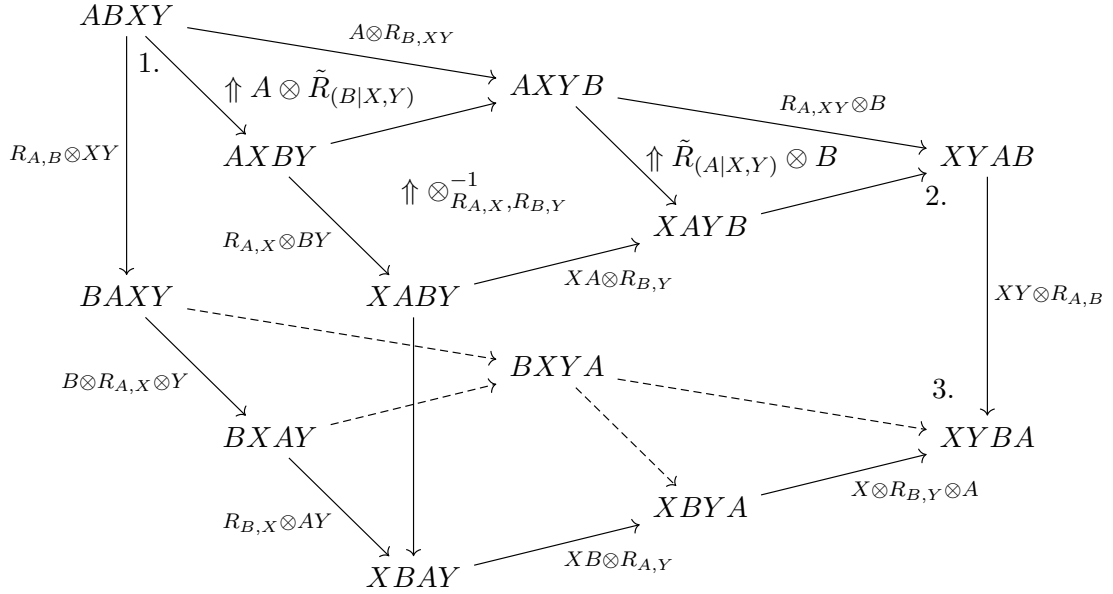 ABXY
A⊗R_{B,XY}
1.
⇑ A ⊗ R̃_{(B|X,Y)}
AXYB
R_{A,XY}⊗B
R_{A,B}⊗XY
AXBY
⇑ R̃_{(A|X,Y)} ⊗ B
XYAB
⇑ ⊗^{-1}_{R_{A,X},R_{B,Y}}
2.
R_{A,X}⊗BY
XAYB
XA⊗R_{B,Y}
BAXY
XABY
XY⊗R_{A,B}
B⊗R_{A,X}⊗Y
BXYA
3.
BXAY
XYBA
X⊗R_{B,Y}⊗A
R_{B,X}⊗AY
XBYA
XB⊗R_{A,Y}
XBAY